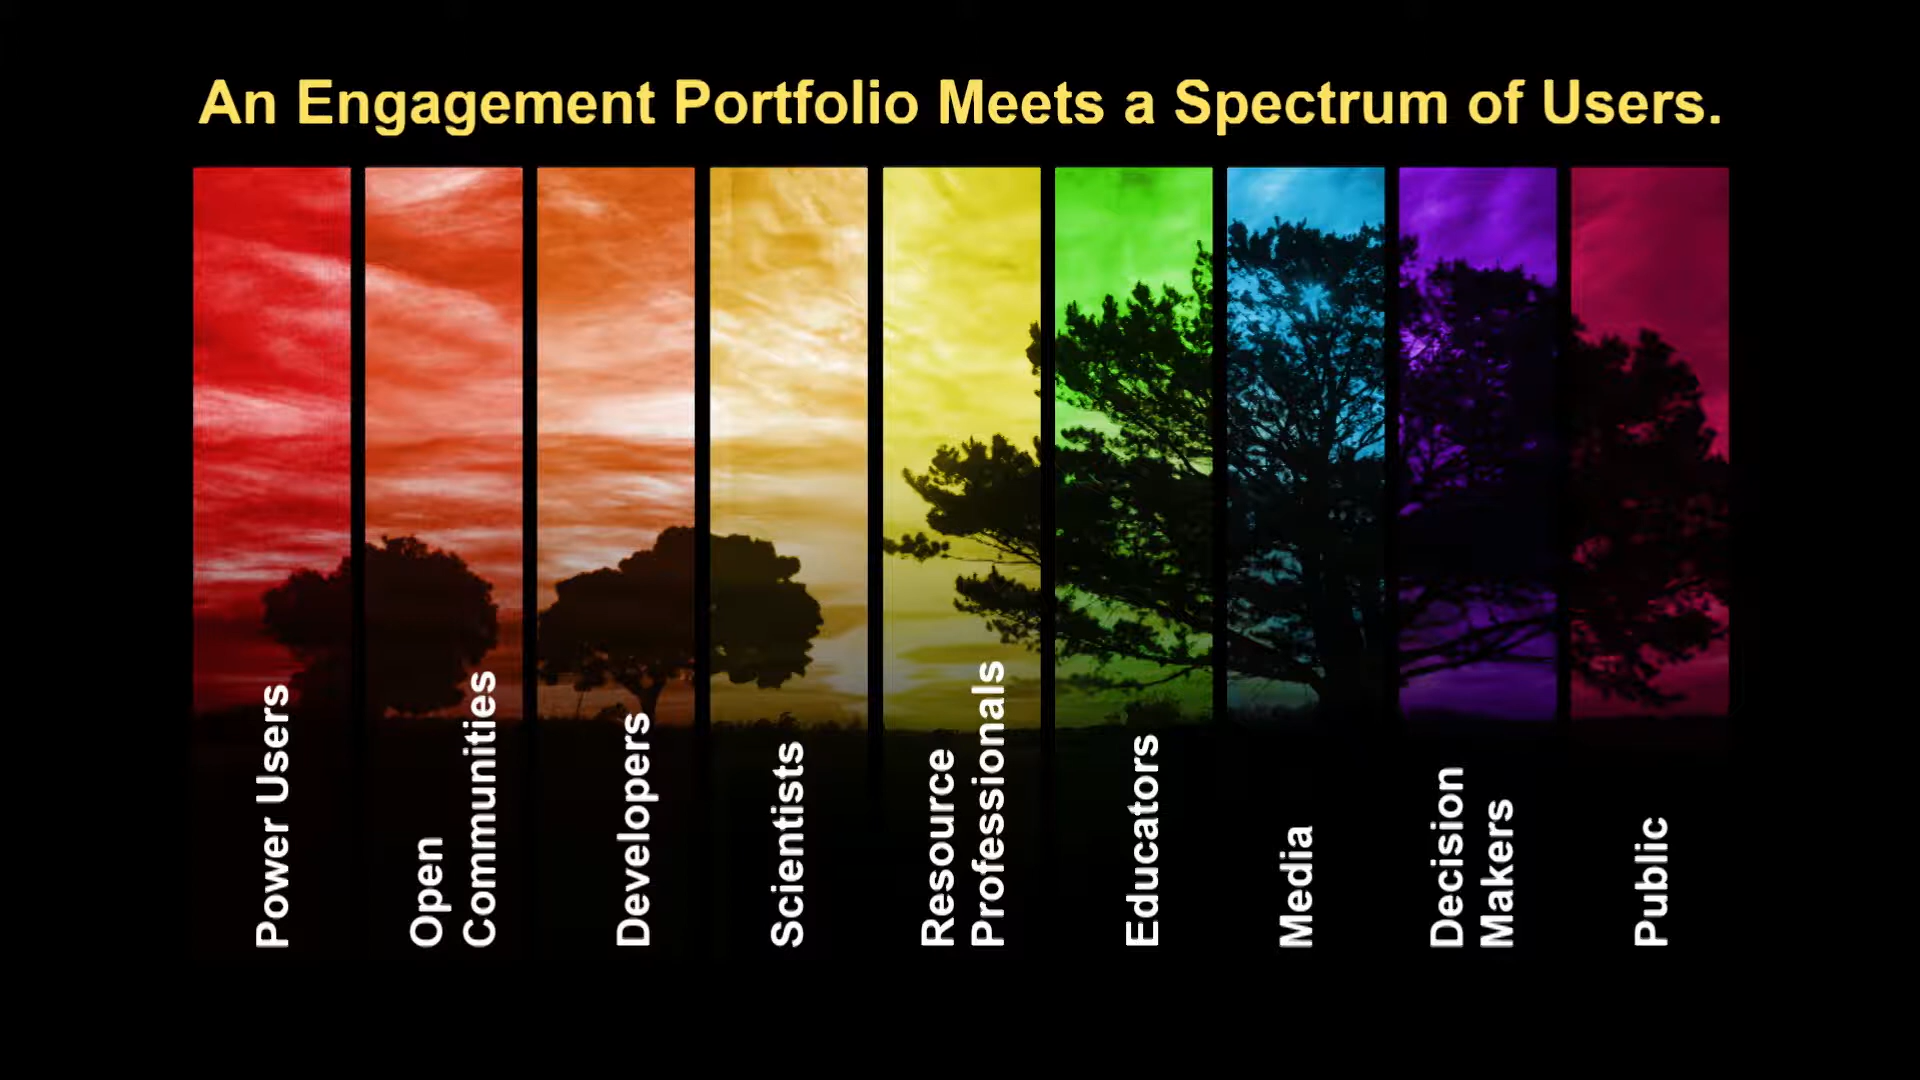 An Engagement Portfolio Meets a Spectrum of Users.
Power Users
Open
Communities
Developers
Scientists
Resource
Professionals
Educators
Media
Decision
Makers
Public